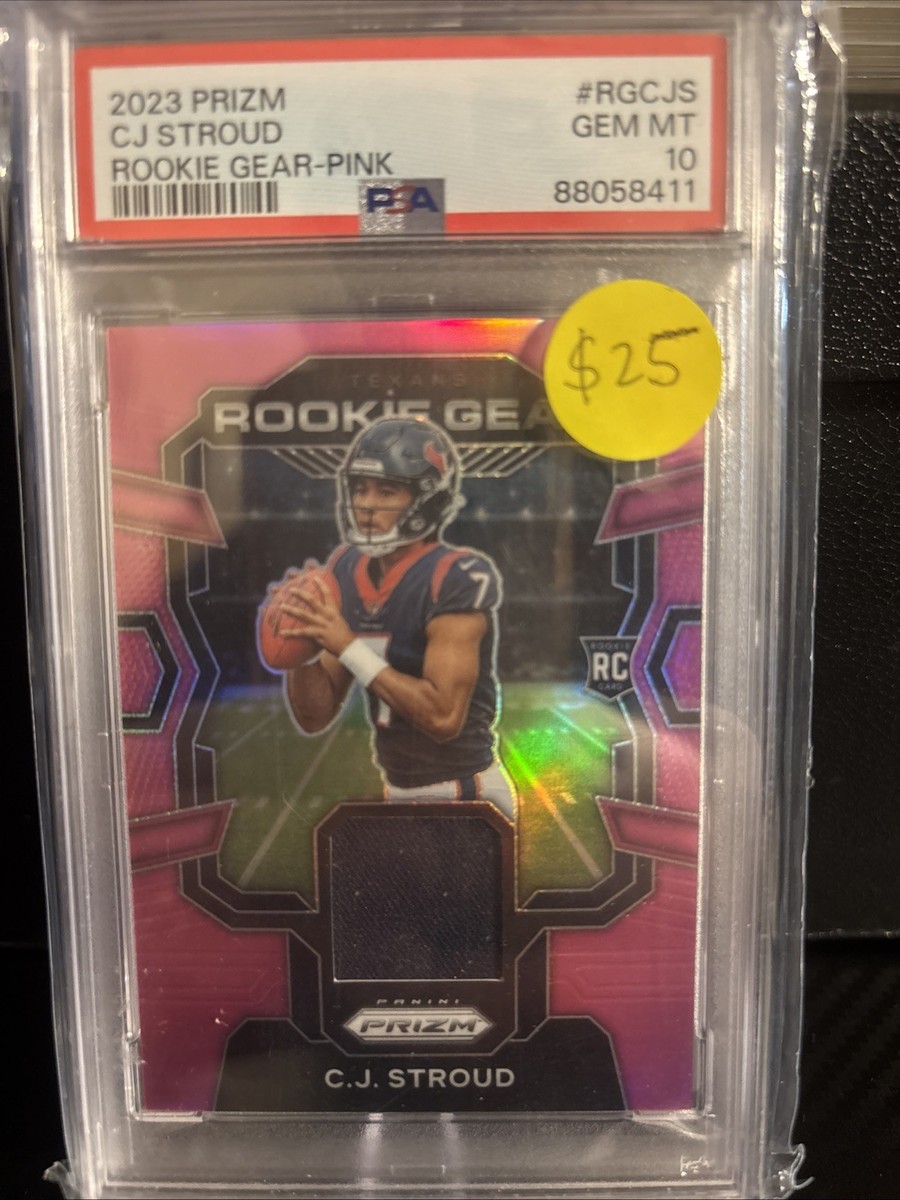 2023 PRIZM #RGCJS
CJ STROUD GEM MT
ROOKIE GEAR-PINK 10
PSA 88058411
$25
TEXANS
ROOKIE GEA
7
7
ROOKIE
RC
CARD
PANINI
PRIZM
C.J. STROUD